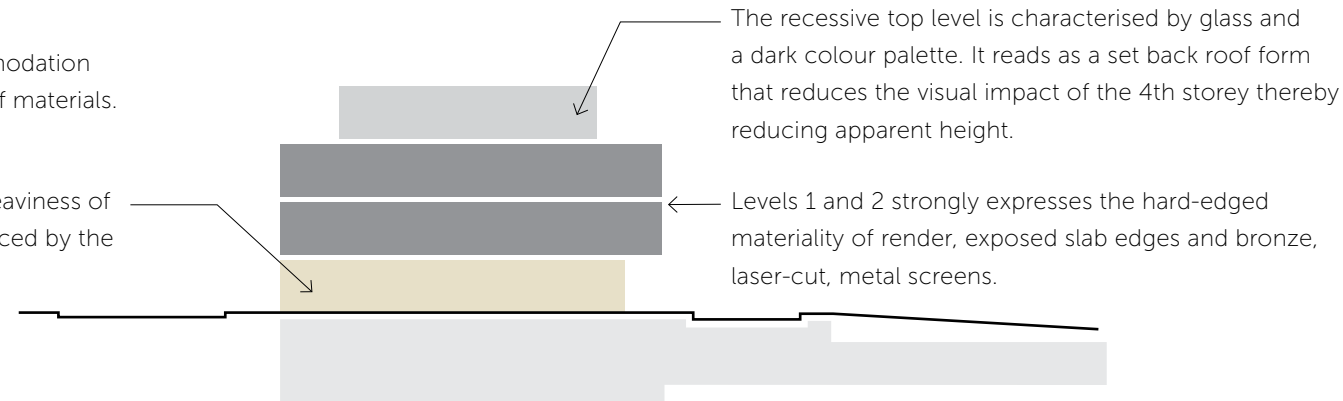 The recessive top level is characterised by glass and
a dark colour palette. It reads as a set back roof form
that reduces the visual impact of the 4th storey thereby
reducing apparent height.
Levels 1 and 2 strongly expresses the hard-edged
materiality of render, exposed slab edges and bronze,
laser-cut, metal screens.
materials.
of
by the